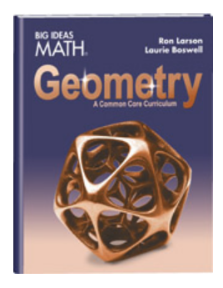 BIG IDEAS
MATH®
Ron Larson
Laurie Boswell
Geometry
A Common Core Curriculum